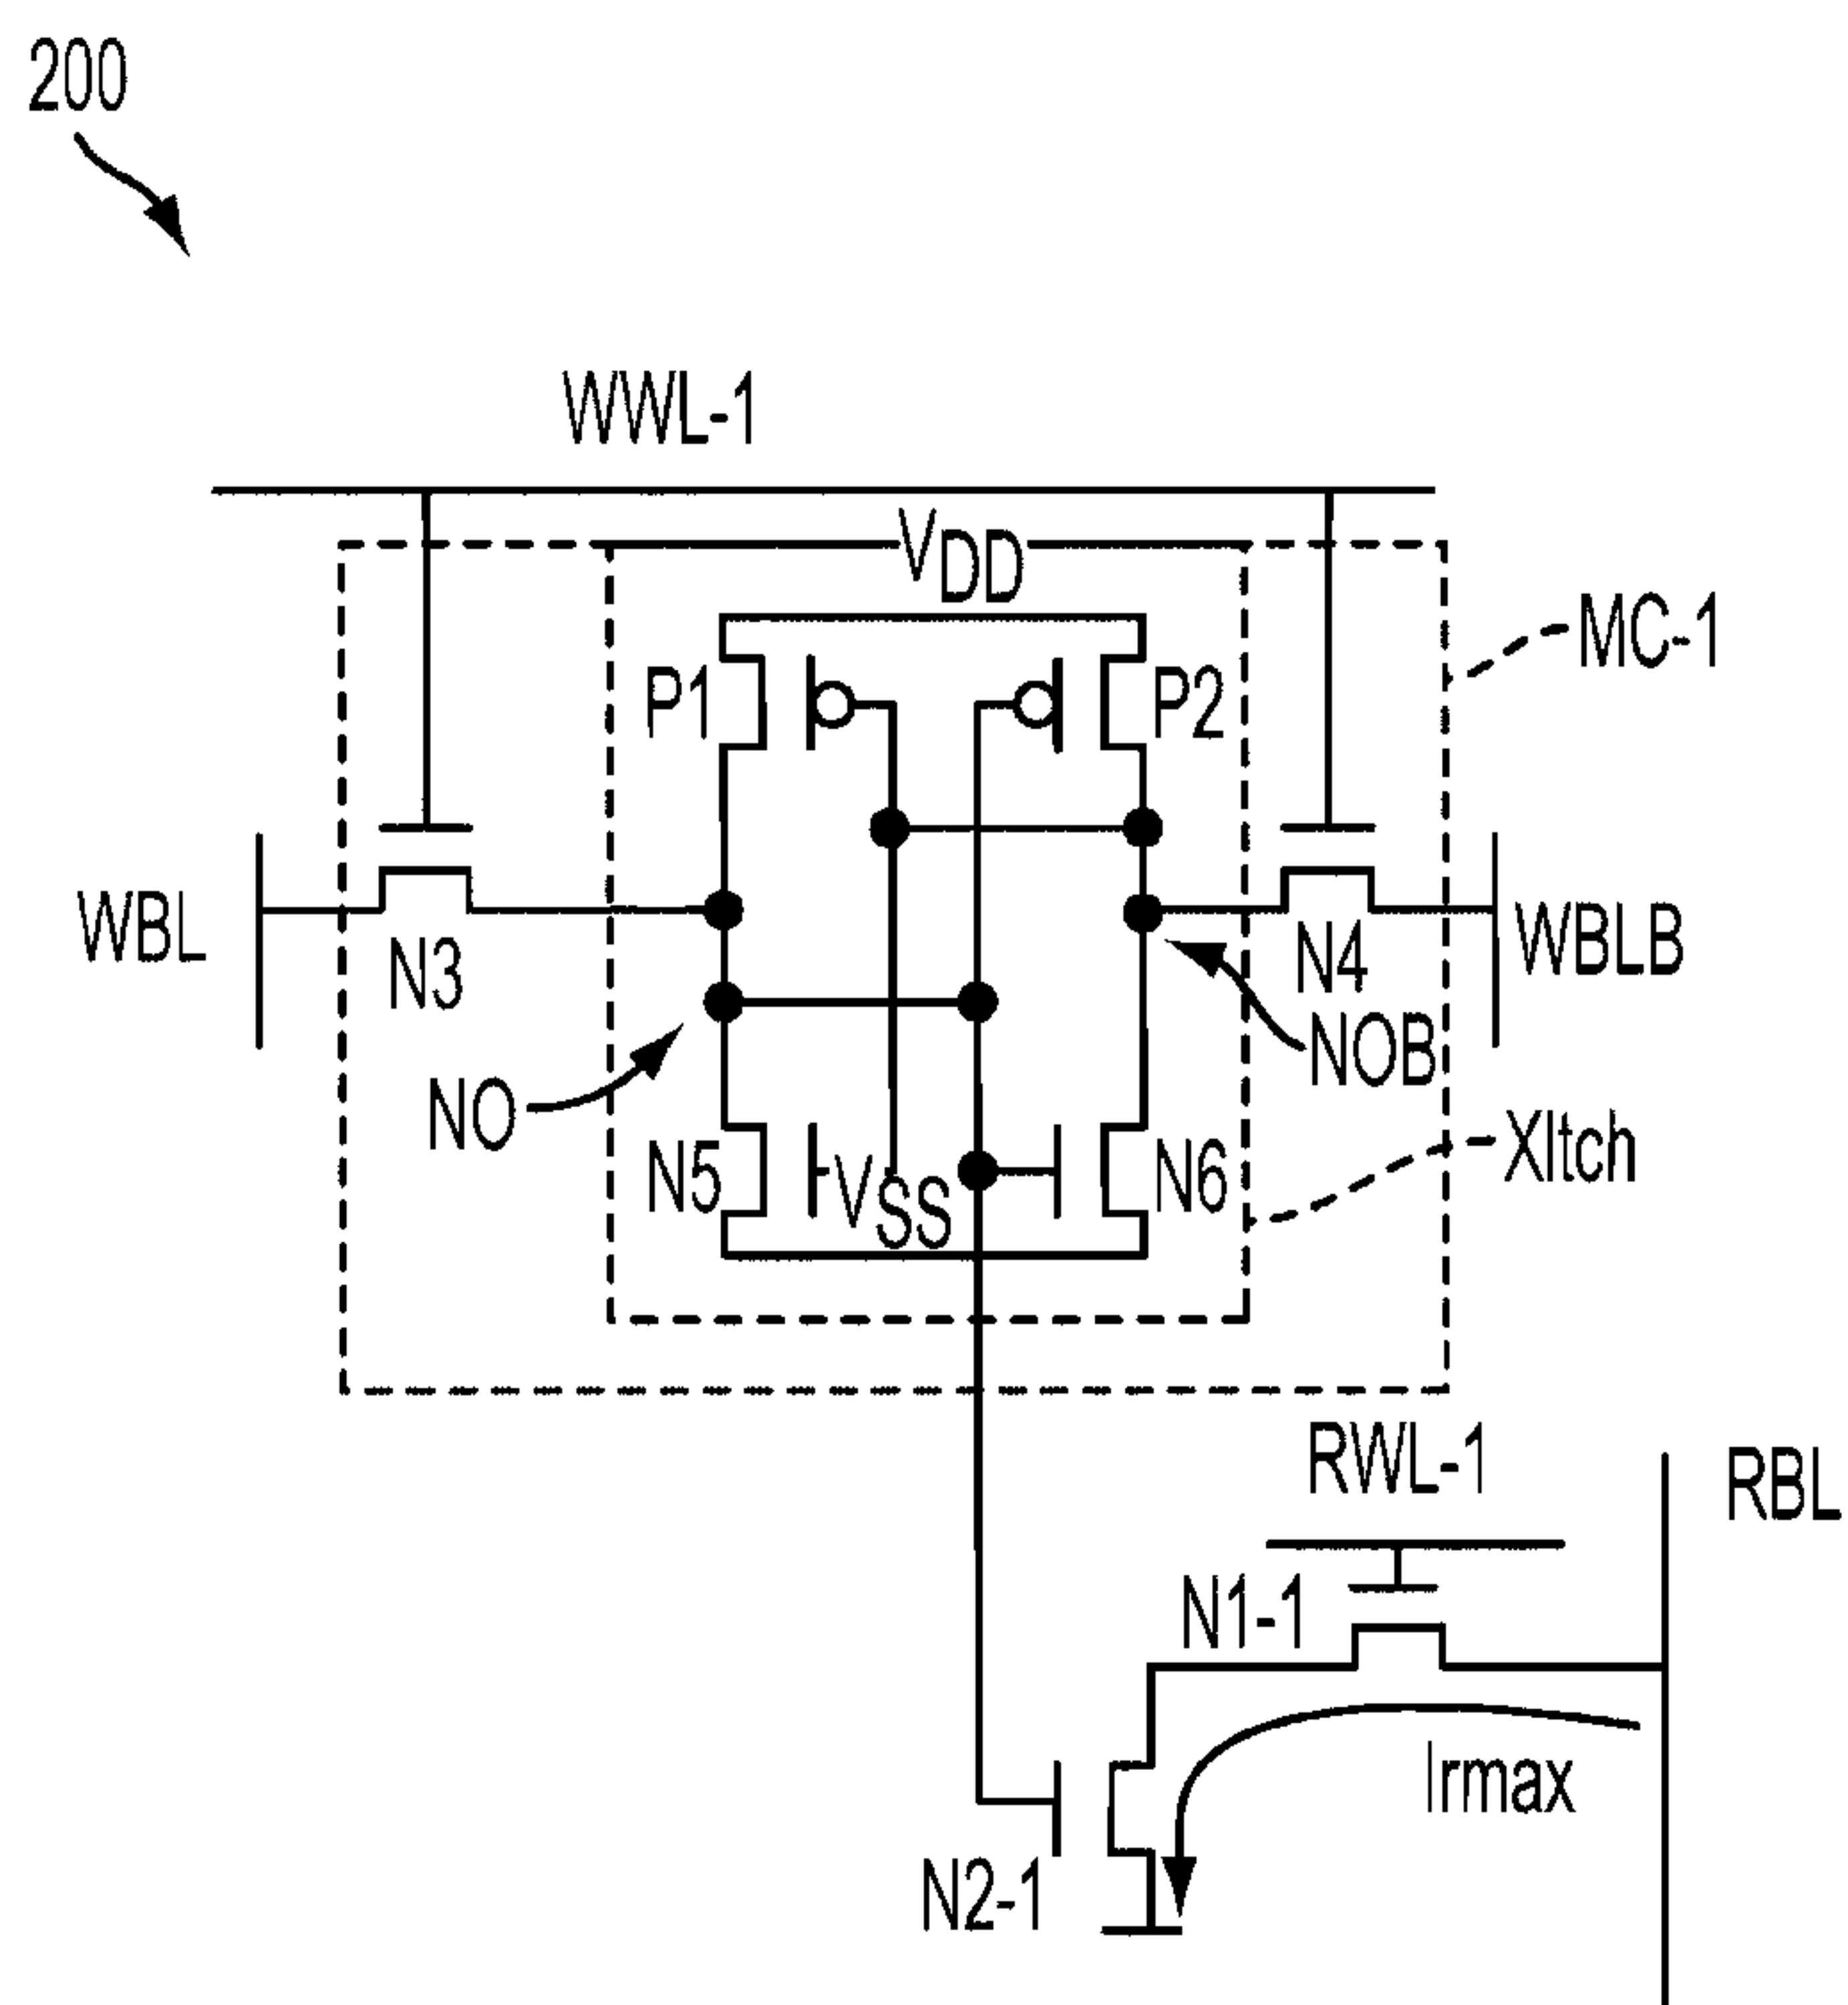 200
WWL-1
VDD
MC-1
P1
P2
WBL
N3
N4
WBLB
NO
NOB
N5
VSS
N6
Xltch
RWL-1
RBL
N1-1
Irmax
N2-1